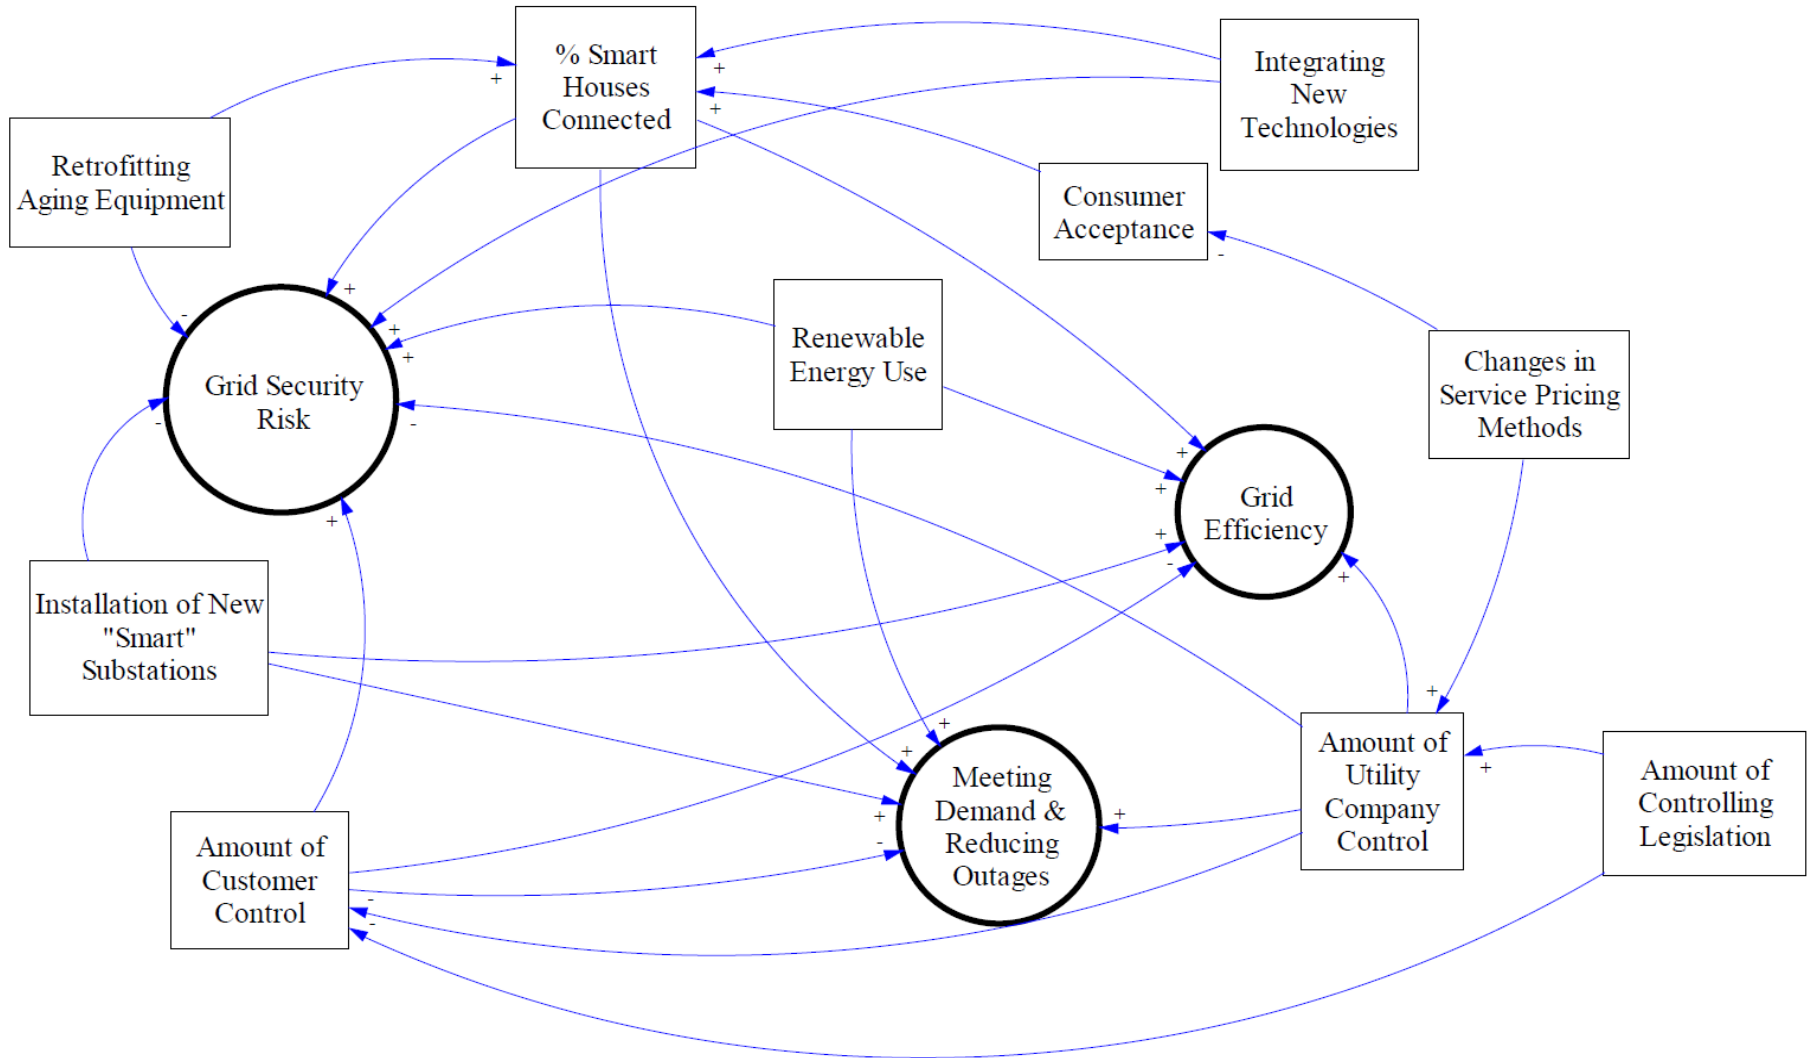 % Smart
Houses
Connected
+
+
+
Integrating
New
Technologies
Retrofitting
Aging Equipment
Consumer
Acceptance
-
Renewable
Energy Use
Changes in
Service Pricing
Methods
-
+
+
+
Grid Security
Risk
-
-
+
+
+
+
-
+
Grid
Efficiency
Installation of New
"Smart"
Substations
+
+
+
+
-
Meeting
Demand &
Reducing
Outages
+
+
Amount of
Utility
Company
Control
+
Amount of
Controlling
Legislation
Amount of
Customer
Control
-
-